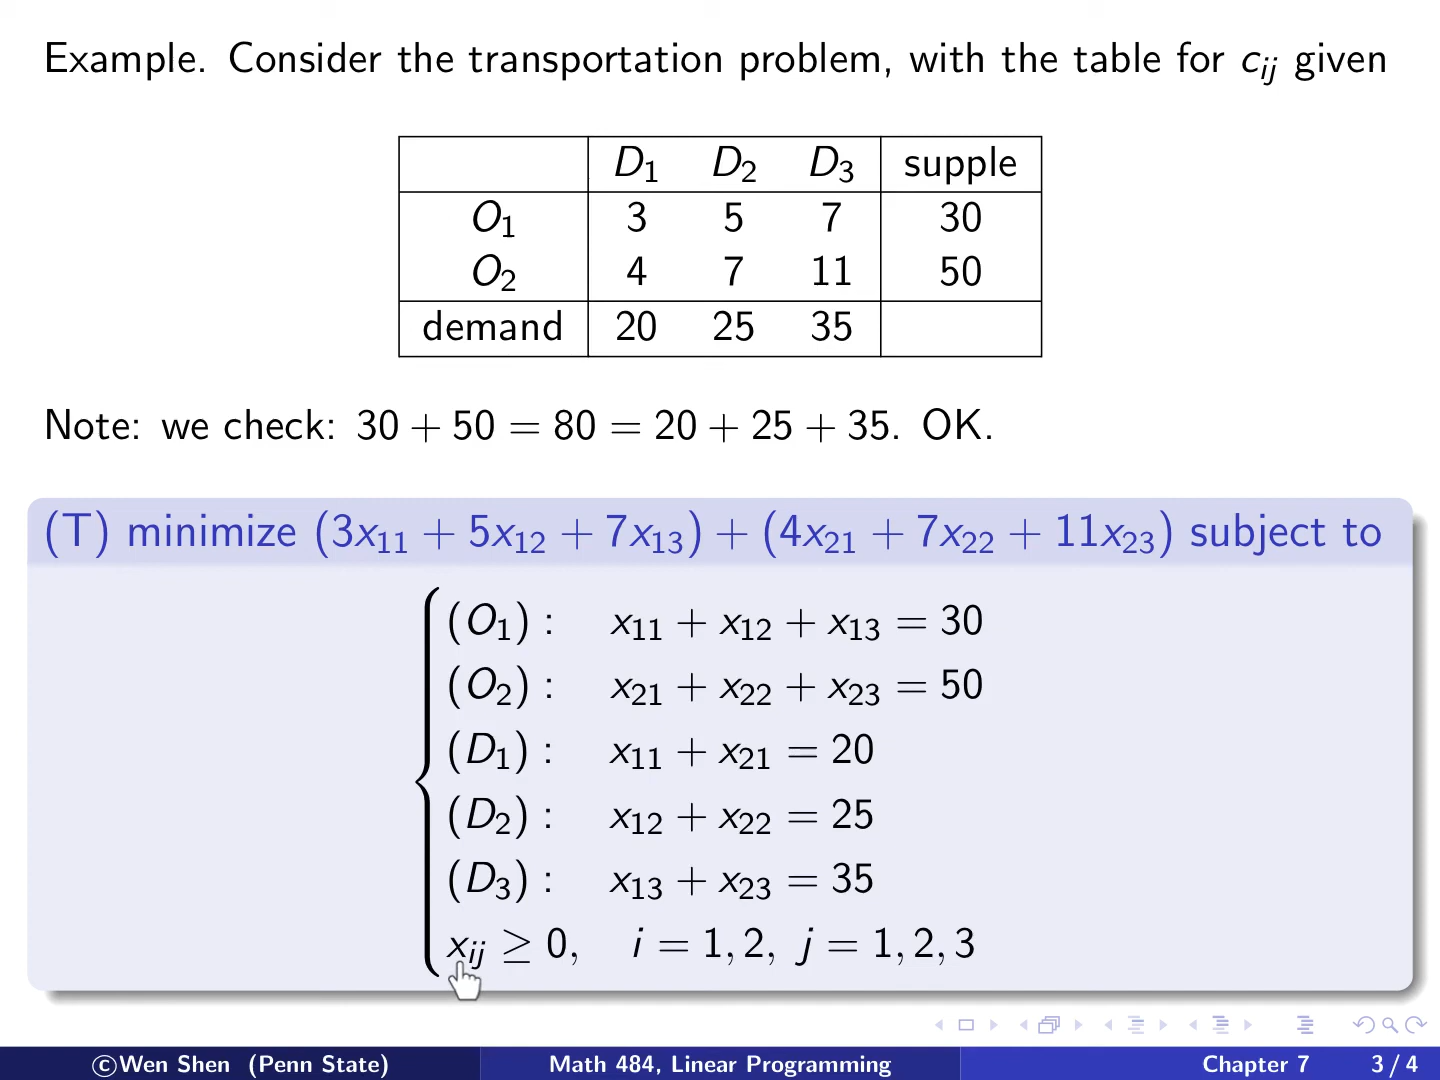 Example. Consider the transportation problem, with the table for c_ij given
D₁ D₂ D₃ supple
O₁ 3 5 7 30
O₂ 4 7 11 50
demand 20 25 35
Note: we check: 30 + 50 = 80 = 20 + 25 + 35. OK.
(T) minimize (3x₁₁ + 5x₁₂ + 7x₁₃) + (4x₂₁ + 7x₂₂ + 11x₂₃) subject to
(O₁) : x₁₁ + x₁₂ + x₁₃ = 30
(O₂) : x₂₁ + x₂₂ + x₂₃ = 50
(D₁) : x₁₁ + x₂₁ = 20
(D₂) : x₁₂ + x₂₂ = 25
(D₃) : x₁₃ + x₂₃ = 35
x_ij ≥ 0, i = 1, 2, j = 1, 2, 3
©Wen Shen (Penn State) Math 484, Linear Programming Chapter 7 3 / 4